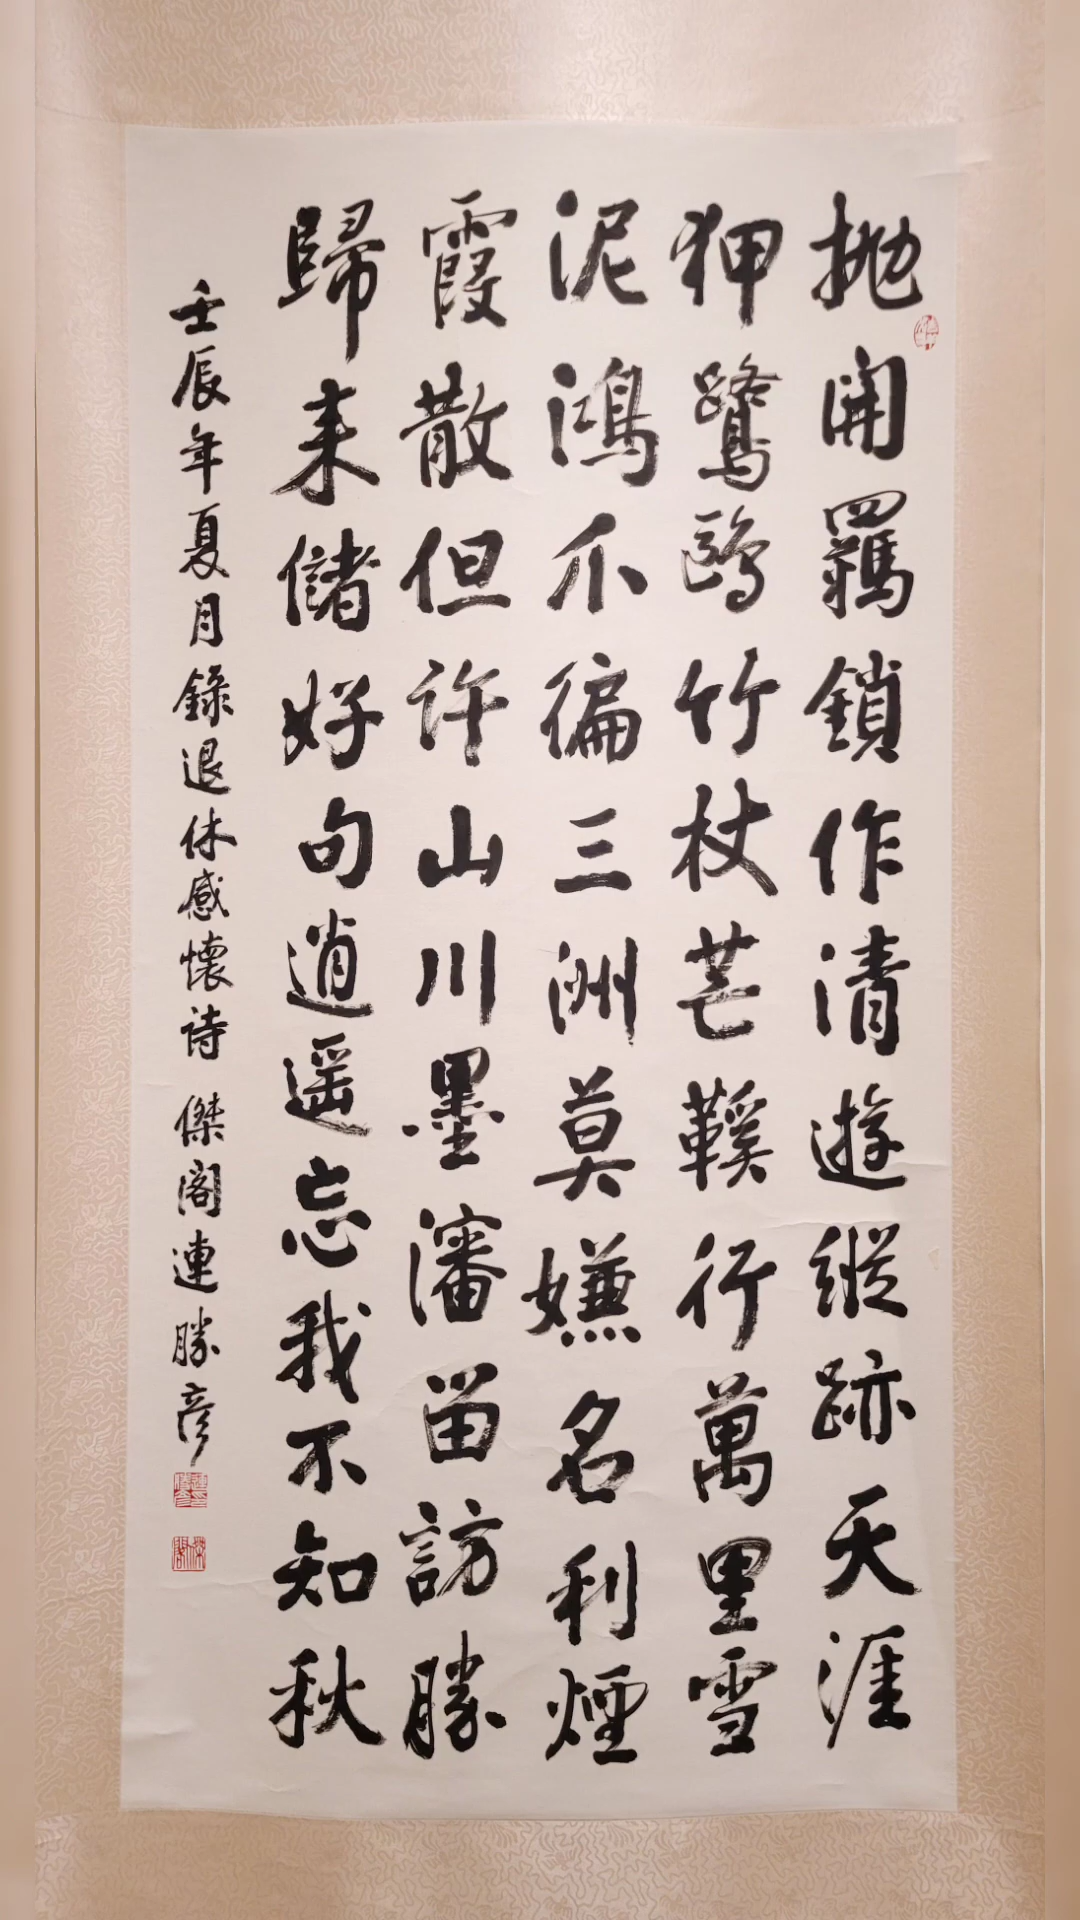 拋開羈鎖作清遊縱跡天涯
狎鷺鷗竹杖芒鞵行萬里雪
泥鴻爪徧三洲莫嫌名利煙
霞散但許山川墨瀋留訪勝
歸来儲好句逍遥忘我不知秋
壬辰年夏月錄退休感懷詩 傑閣連勝彥